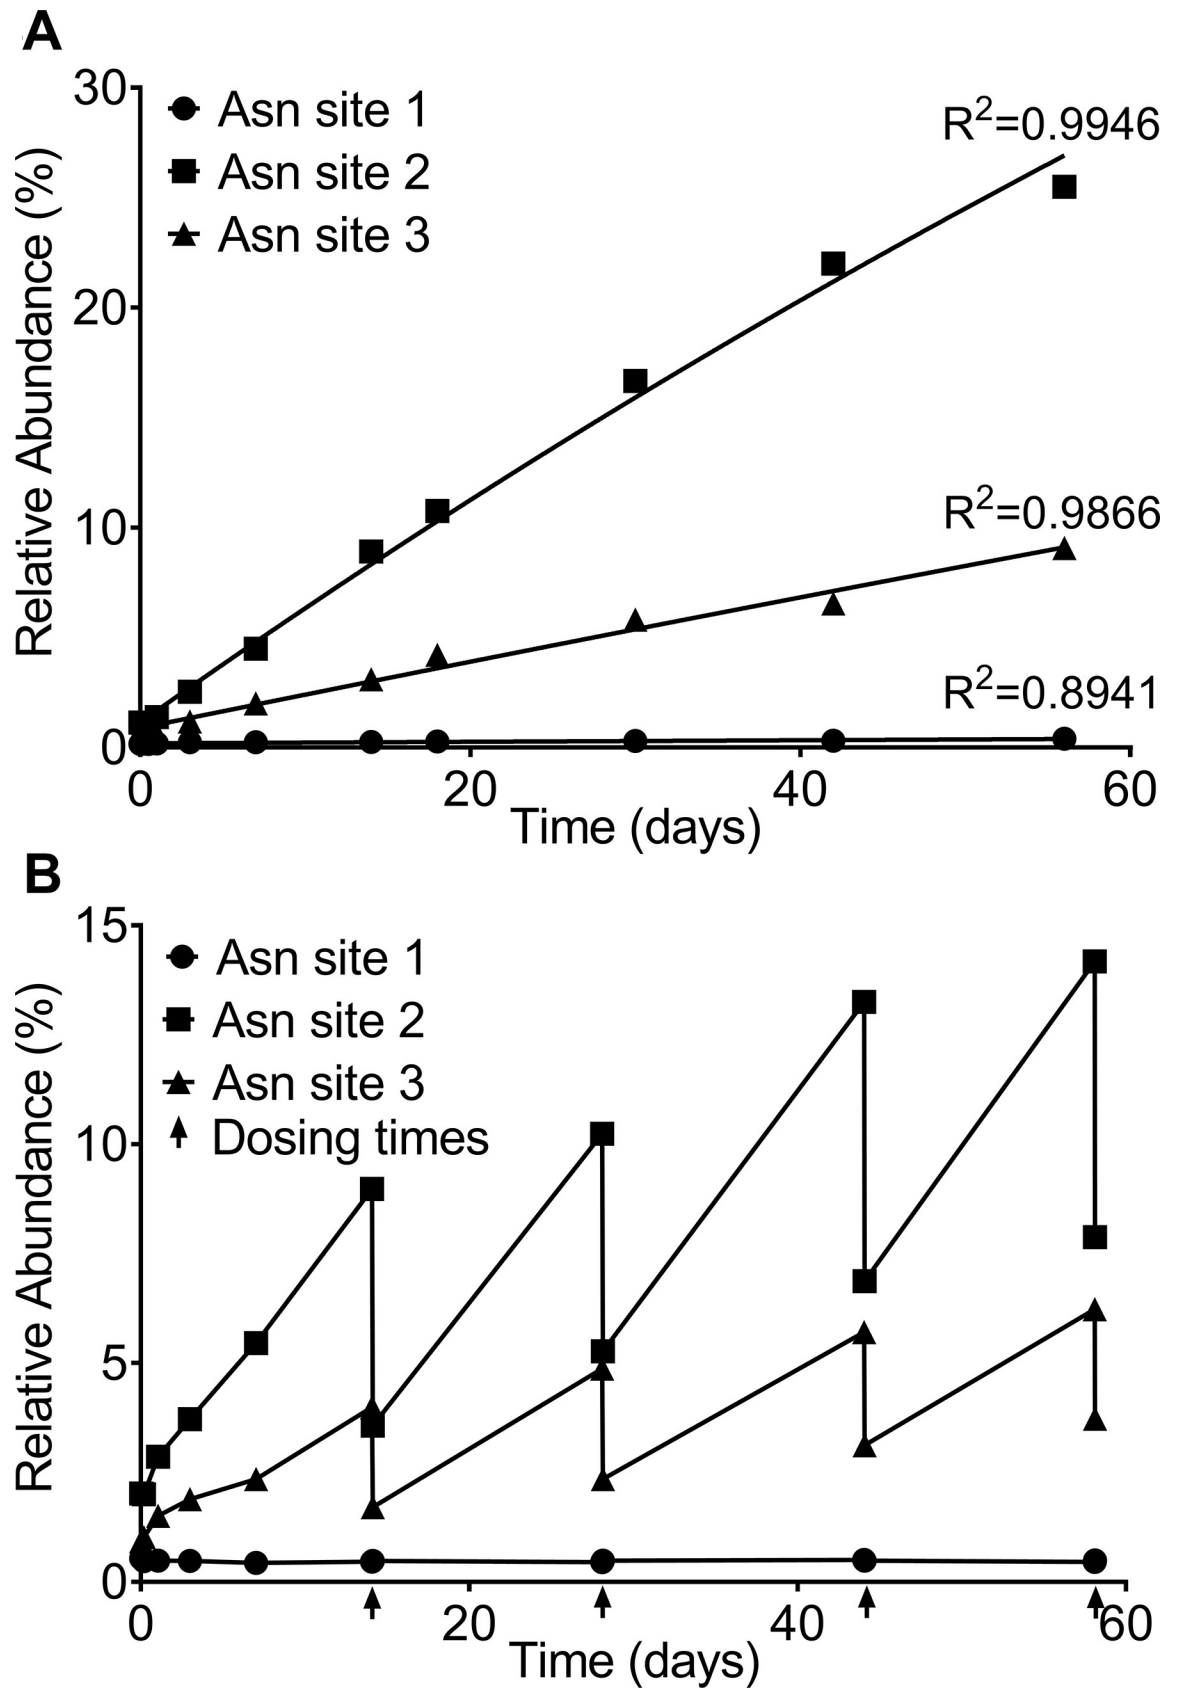 A
30
20
10
0
Relative Abundance (%)
Asn site 1
Asn site 2
Asn site 3
R²=0.9946
R²=0.9866
R²=0.8941
0 20 40 60
Time (days)
B
15
10
5
0
Relative Abundance (%)
Asn site 1
Asn site 2
Asn site 3
Dosing times
0 20 40 60
Time (days)